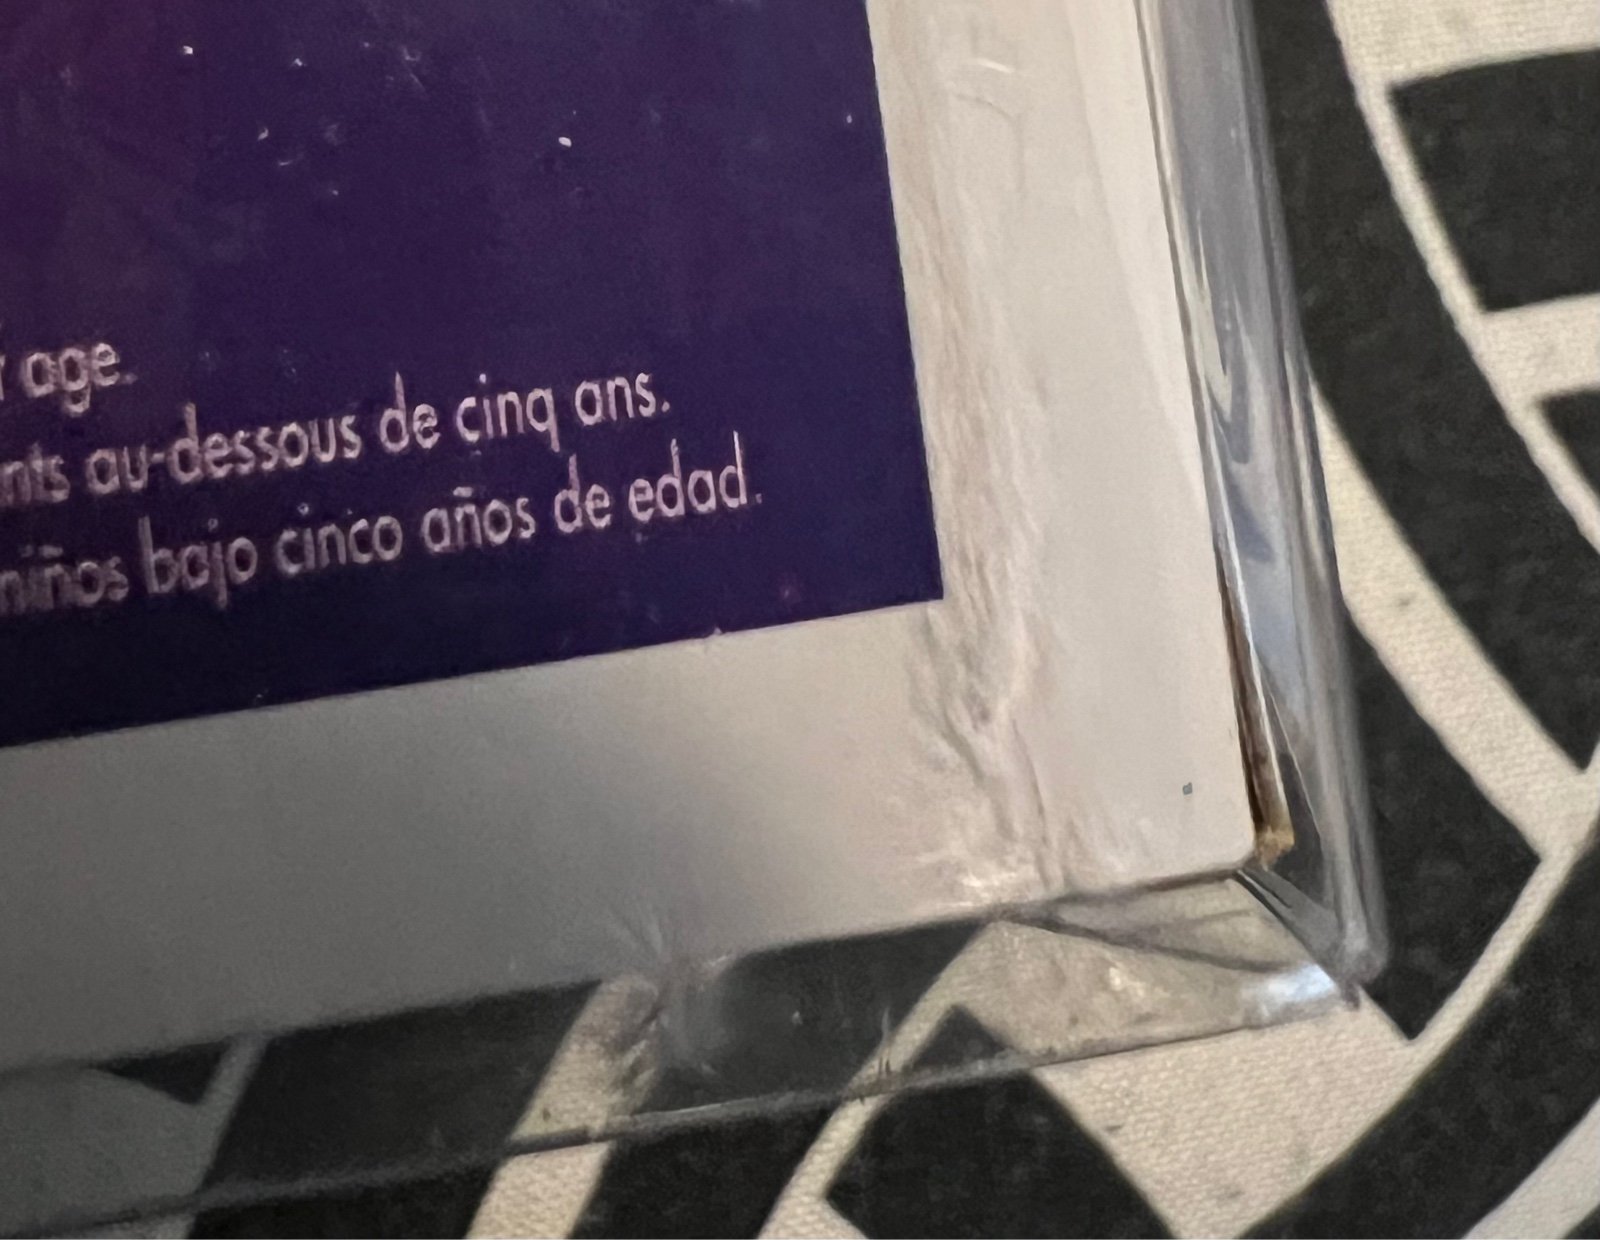 age.
au-dessous de cinq ans.
niños bajo cinco años de edad.